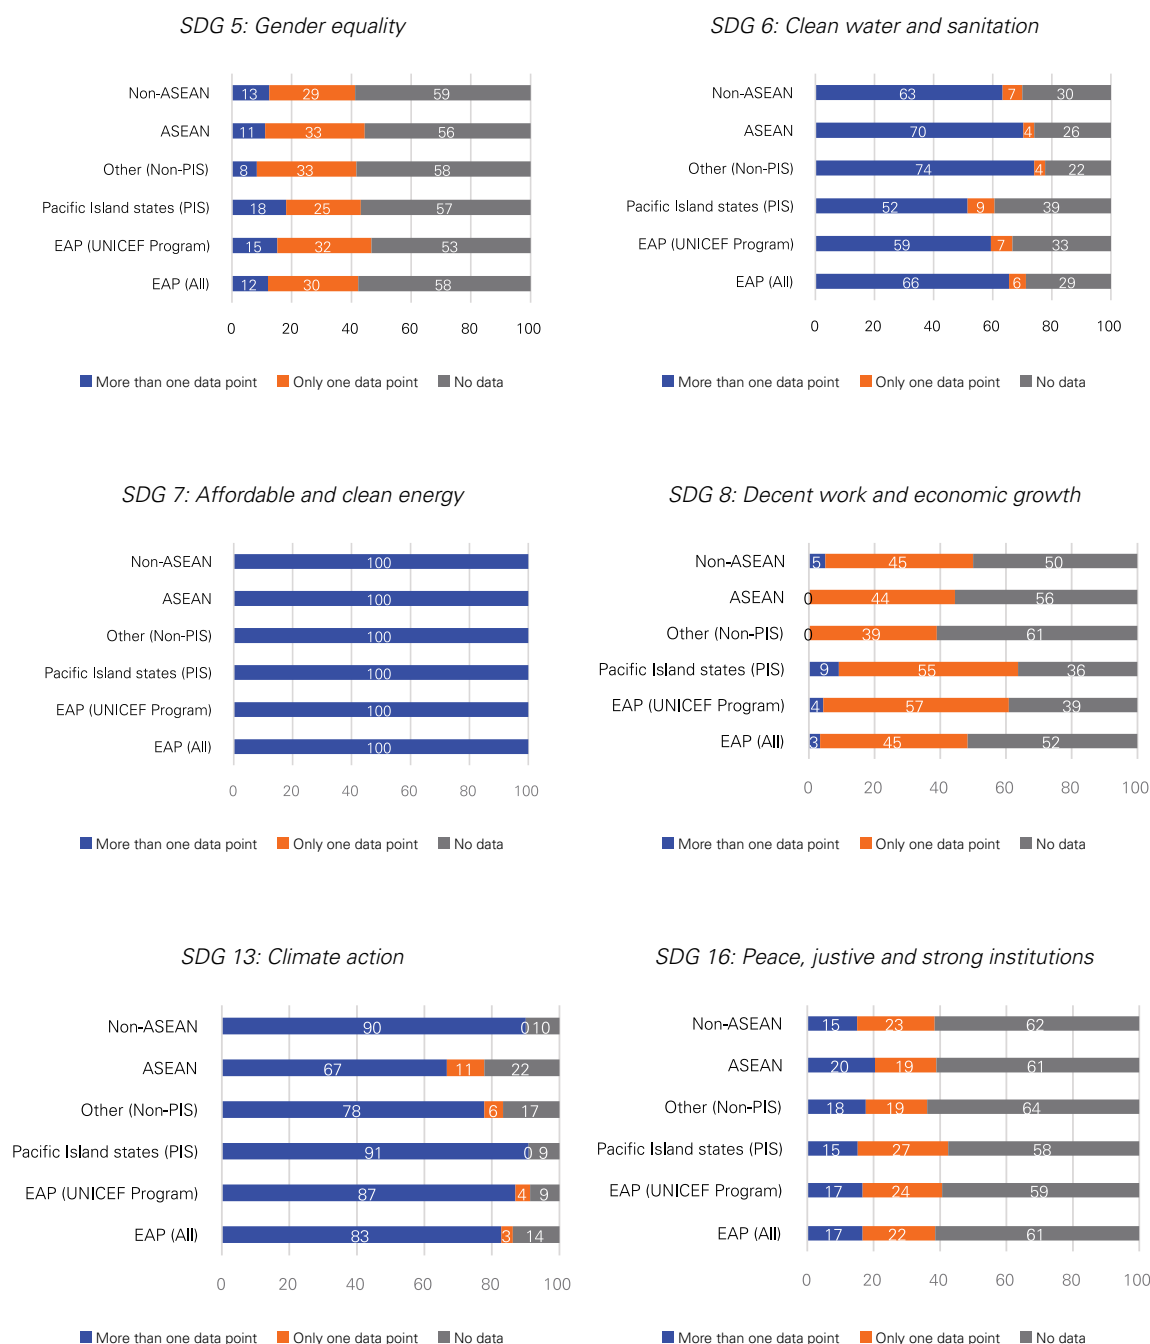 SDG 5: Gender equality
Non-ASEAN 13 29 59
ASEAN 11 33 56
Other (Non-PIS) 8 33 58
Pacific Island states (PIS) 18 25 57
EAP (UNICEF Program) 15 32 53
EAP (All) 12 30 58
0 20 40 60 80 100
More than one data point Only one data point No data
SDG 6: Clean water and sanitation
Non-ASEAN 63 7 30
ASEAN 70 4 26
Other (Non-PIS) 74 4 22
Pacific Island states (PIS) 52 9 39
EAP (UNICEF Program) 59 7 33
EAP (All) 66 6 29
0 20 40 60 80 100
More than one data point Only one data point No data
SDG 7: Affordable and clean energy
Non-ASEAN 100
ASEAN 100
Other (Non-PIS) 100
Pacific Island states (PIS) 100
EAP (UNICEF Program) 100
EAP (All) 100
0 20 40 60 80 100
More than one data point Only one data point No data
SDG 8: Decent work and economic growth
Non-ASEAN 5 45 50
ASEAN 0 44 56
Other (Non-PIS) 0 39 61
Pacific Island states (PIS) 9 55 36
EAP (UNICEF Program) 4 57 39
EAP (All) 3 45 52
0 20 40 60 80 100
More than one data point Only one data point No data
SDG 13: Climate action
Non-ASEAN 90 0 10
ASEAN 67 11 22
Other (Non-PIS) 78 6 17
Pacific Island states (PIS) 91 0 9
EAP (UNICEF Program) 87 4 9
EAP (All) 83 3 14
0 20 40 60 80 100
More than one data point Only one data point No data
SDG 16: Peace, justive and strong institutions
Non-ASEAN 15 23 62
ASEAN 20 19 61
Other (Non-PIS) 18 19 64
Pacific Island states (PIS) 15 27 58
EAP (UNICEF Program) 17 24 59
EAP (All) 17 22 61
0 20 40 60 80 100
More than one data point Only one data point No data